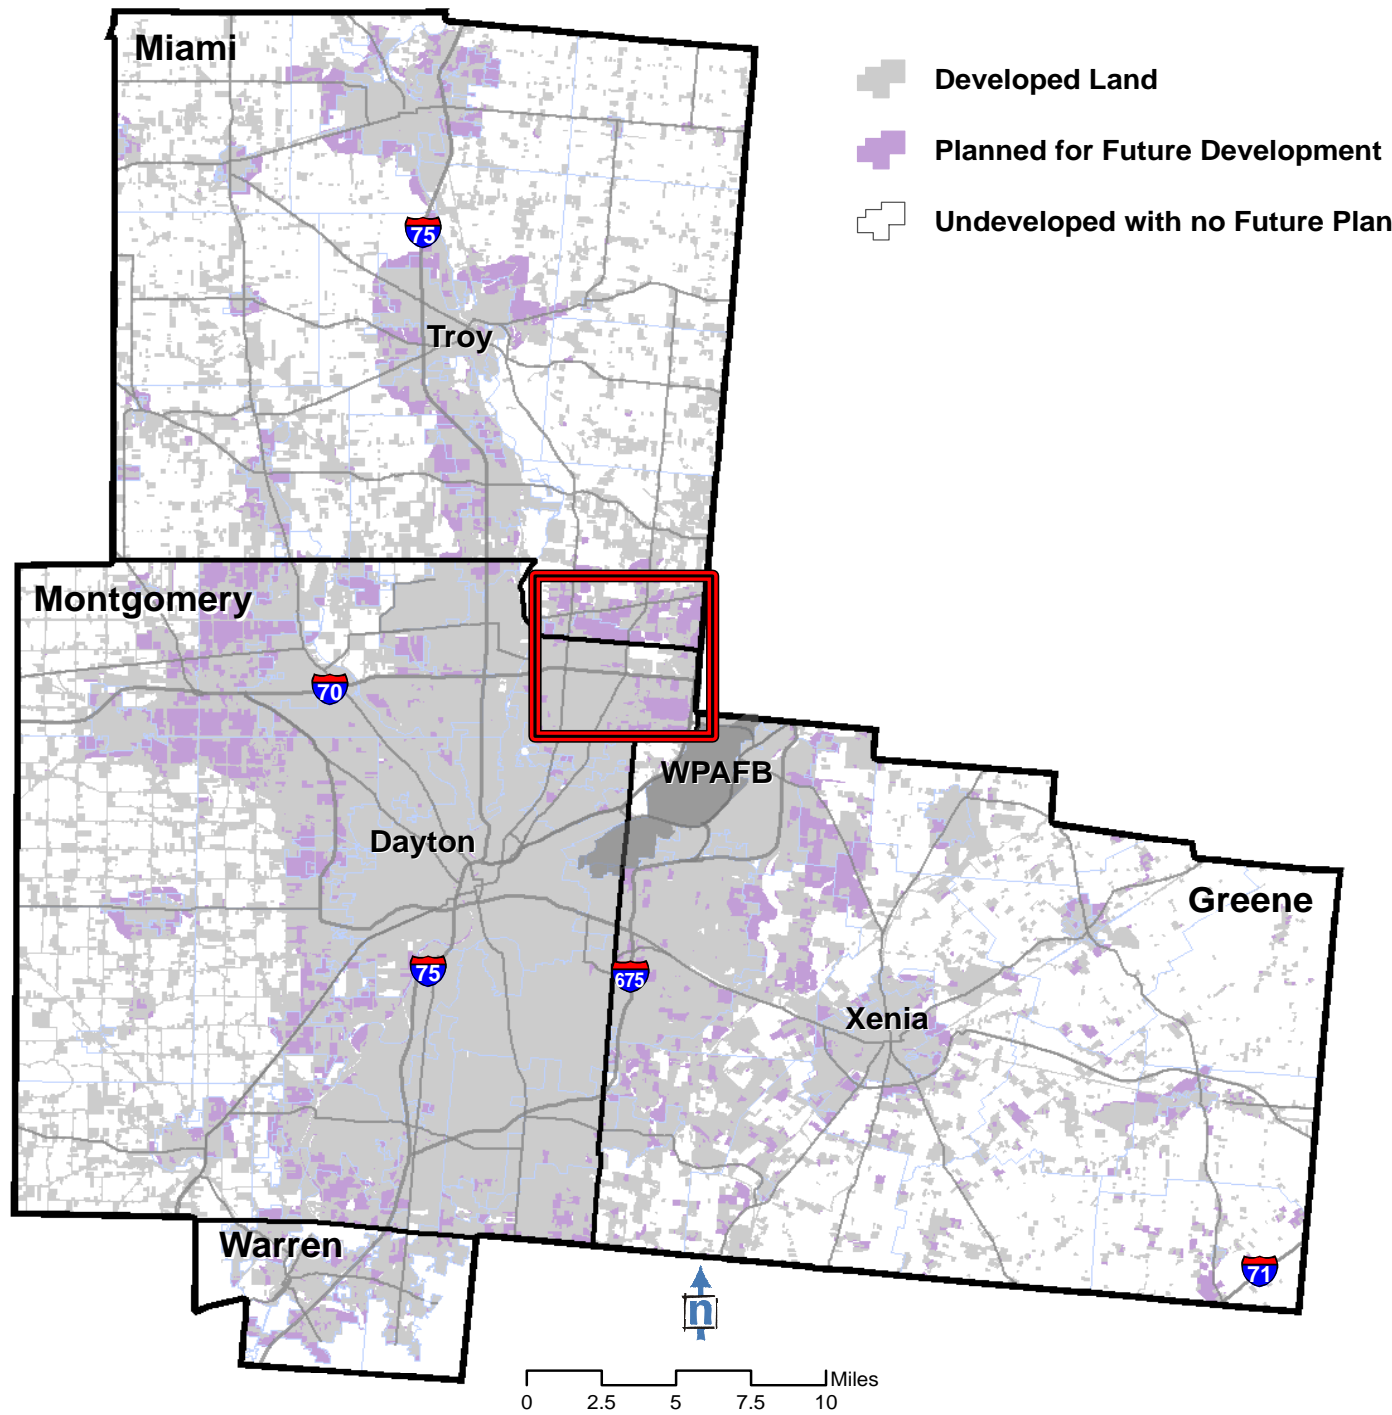 Miami
Developed Land
Planned for Future Development
Undeveloped with no Future Plan
75
Troy
Montgomery
70
WPAFB
Dayton
Greene
75
675
Xenia
Warren
71
n
Miles
0 2.5 5 7.5 10